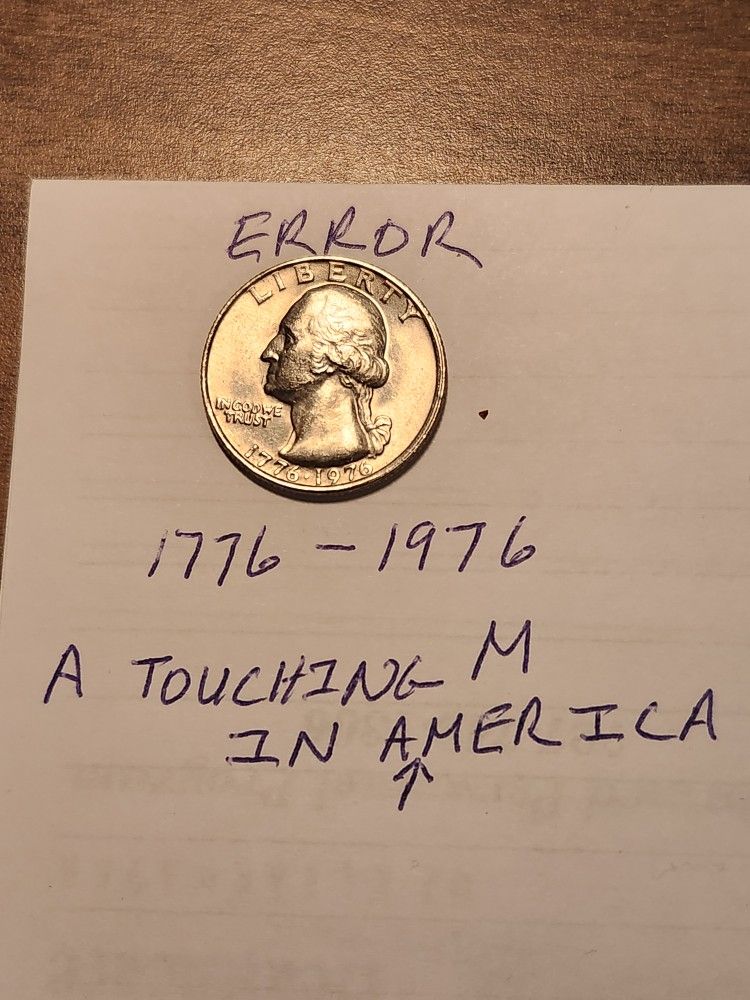 ERROR
LIBERTY
IN GOD WE
TRUST
1776·1976
1776 - 1976
A TOUCHING M
IN AMERICA
↑